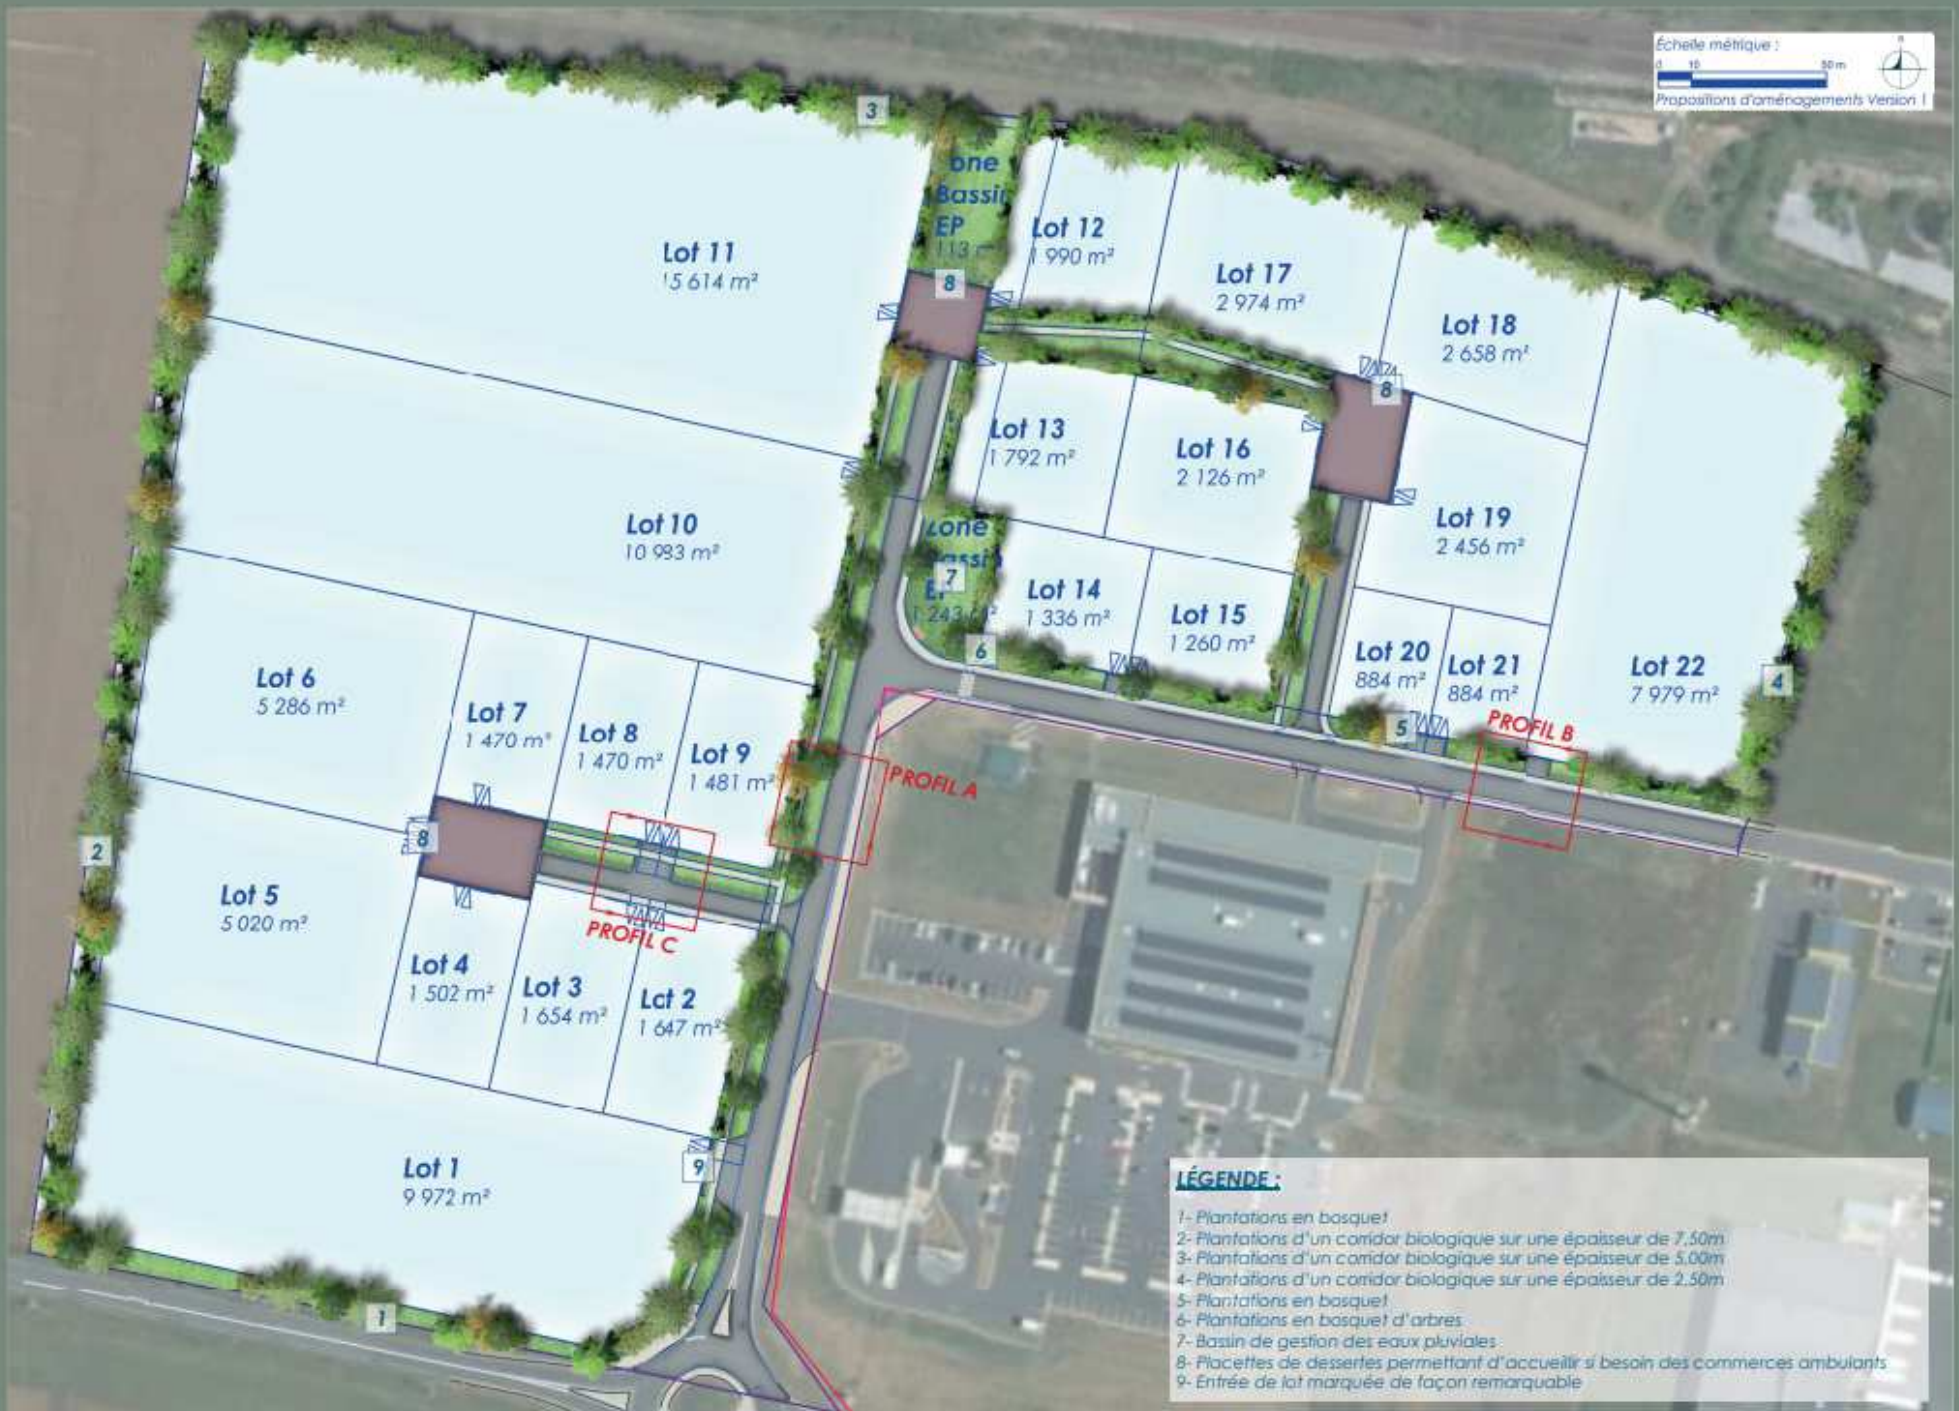 Échelle métrique :
N
0 10 50 m
Propositions d'aménagements Version 1
3
one
Bassi
EP
113
8
Lot 11
15 614 m²
Lot 12
1 990 m²
Lot 17
2 974 m²
Lot 18
2 658 m²
8
Lot 13
1 792 m²
Lot 16
2 126 m²
Lot 10
10 983 m²
Lot 19
2 456 m²
Zone
assi
7
1 243
Lot 14
1 336 m²
Lot 15
1 260 m²
6
Lot 20
884 m²
Lot 21
884 m²
Lot 22
7 979 m²
4
5
PROFIL B
Lot 6
5 286 m²
Lot 7
1 470 m²
Lot 8
1 470 m²
Lot 9
1 481 m²
PROFIL A
8
2
Lot 5
5 020 m²
PROFIL C
Lot 4
1 502 m²
Lot 3
1 654 m²
Lot 2
1 647 m²
Lot 1
9 972 m²
9
1
LÉGENDE :
1- Plantations en bosquet
2- Plantations d'un corridor biologique sur une épaisseur de 7,50m
3- Plantations d'un corridor biologique sur une épaisseur de 5,00m
4- Plantations d'un corridor biologique sur une épaisseur de 2,50m
5- Plantations en bosquet
6- Plantations en bosquet d'arbres
7- Bassin de gestion des eaux pluviales
8- Placettes de dessertes permettant d'accueillir si besoin des commerces ambulants
9- Entrée de lot marquée de façon remarquable